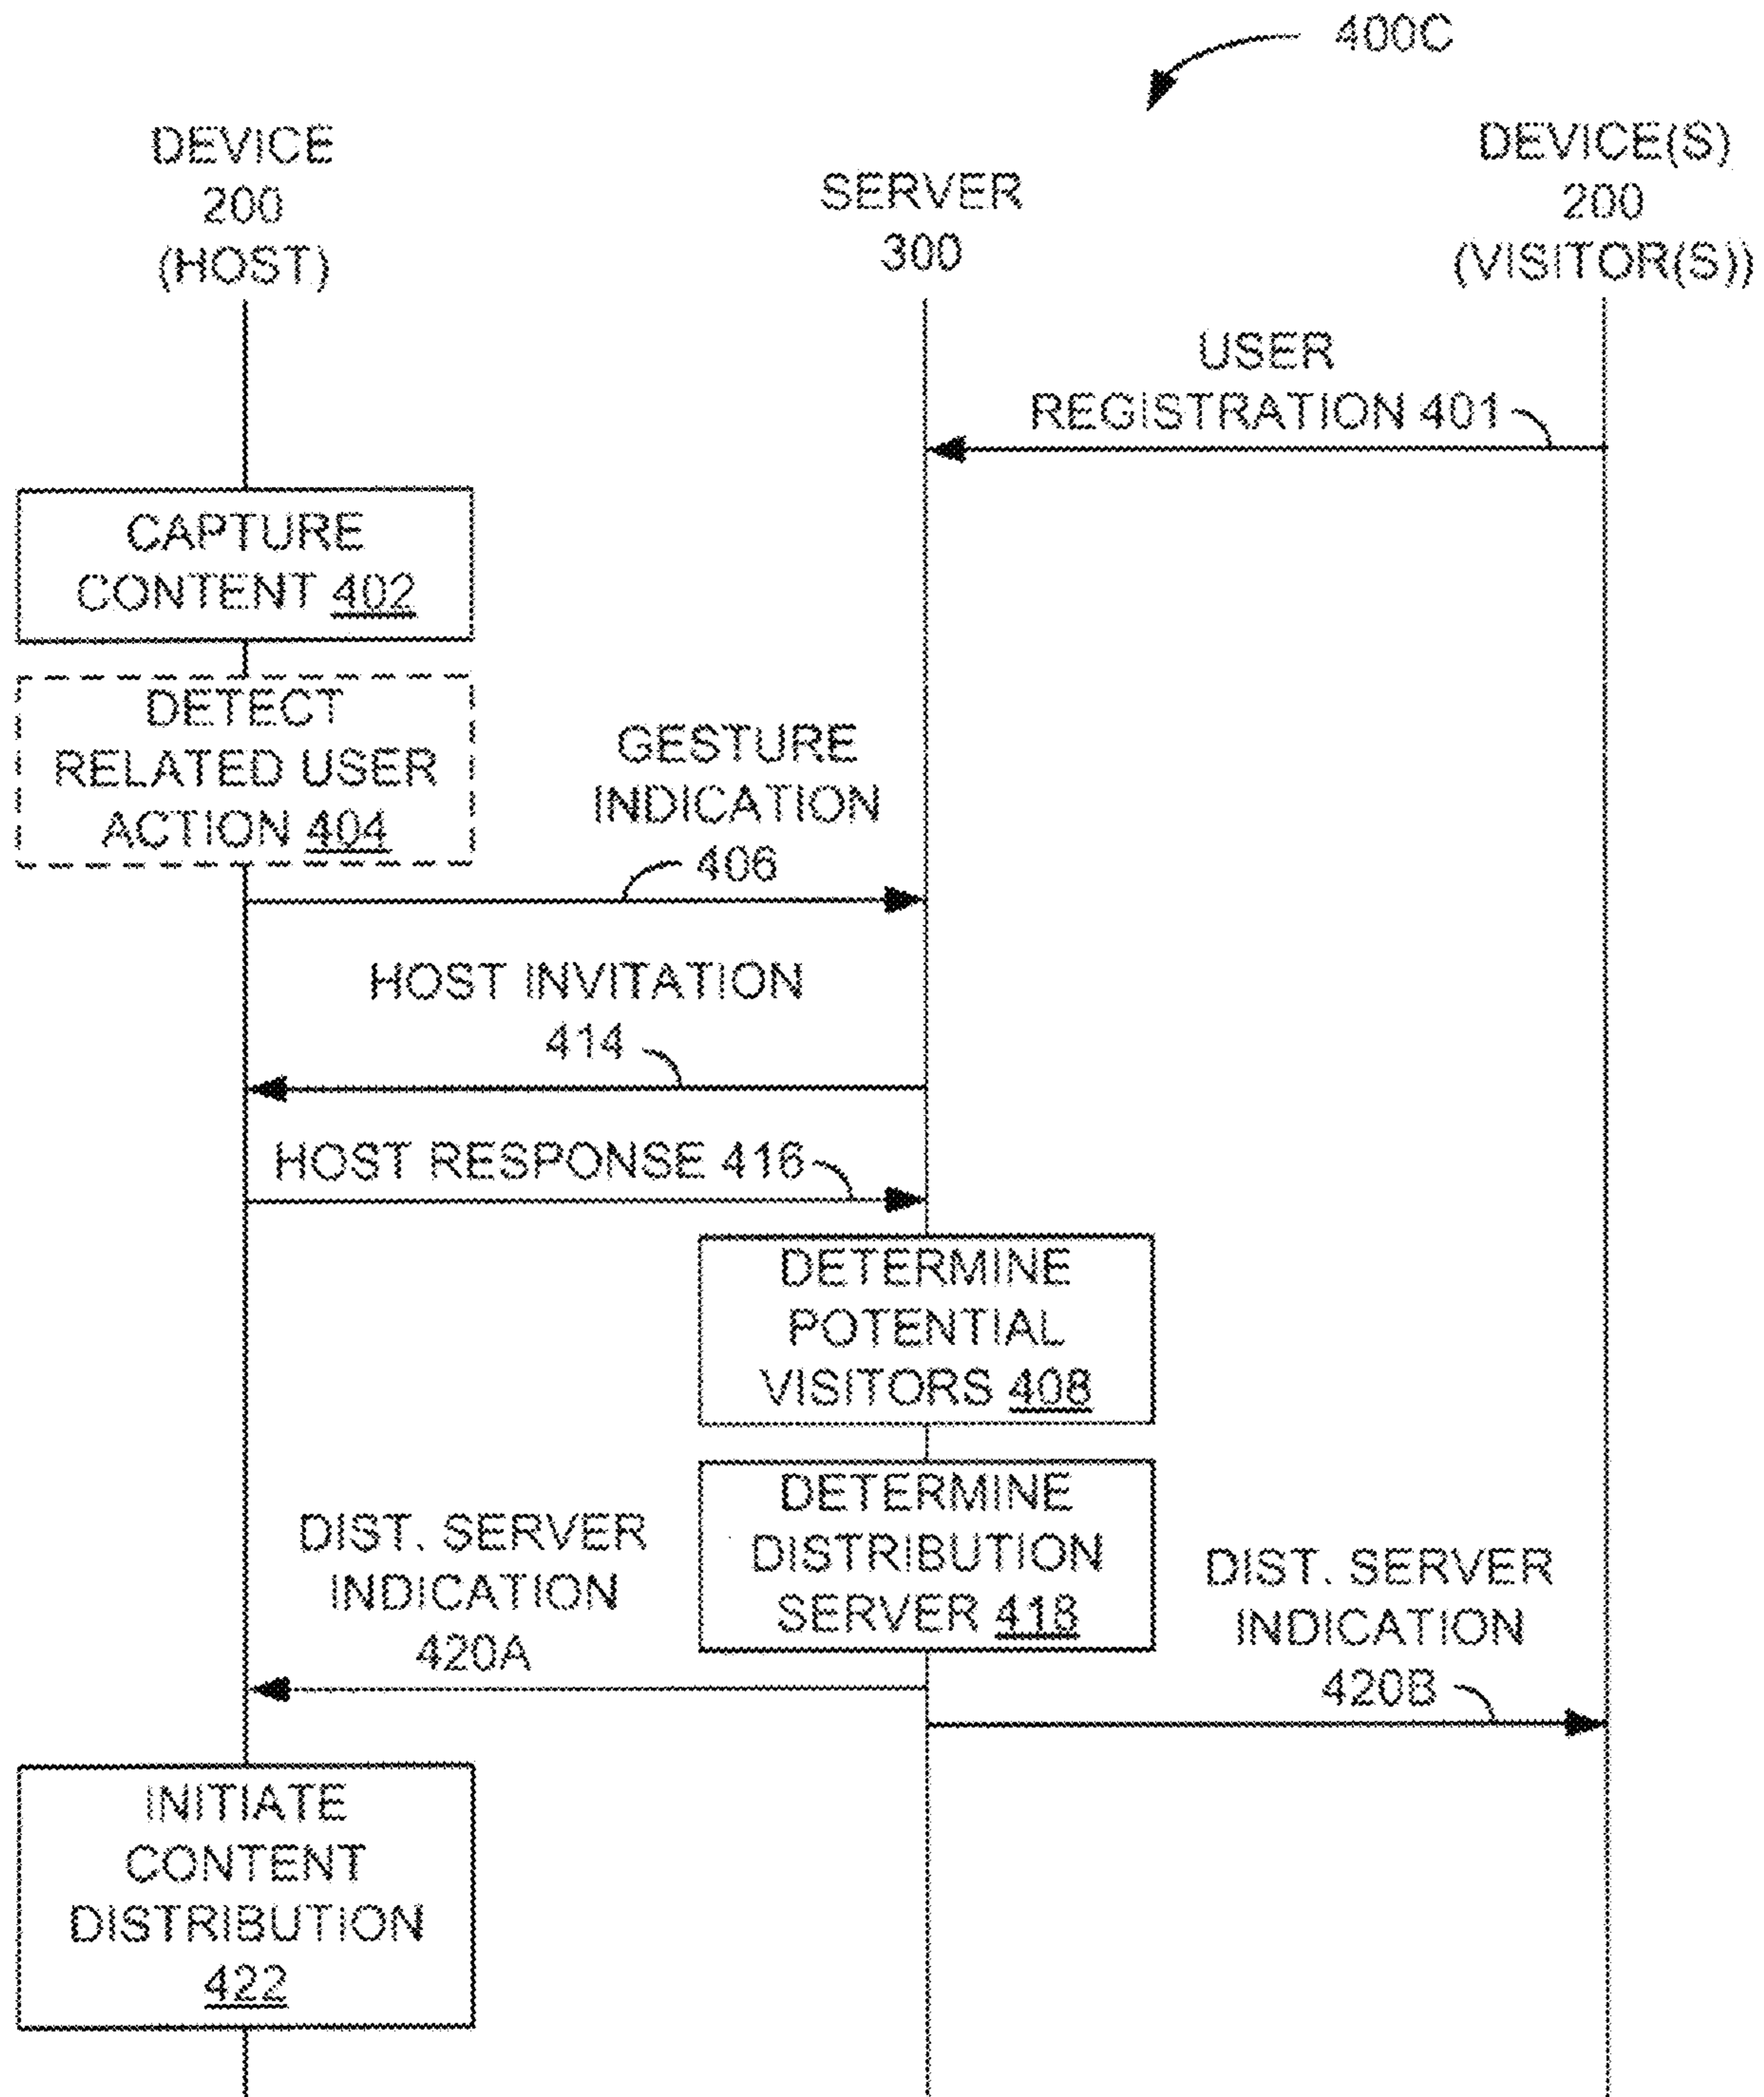 400C
DEVICE
200
(HOST)
SERVER
300
DEVICE(S)
200
(VISITOR(S))
USER
REGISTRATION 401
CAPTURE
CONTENT 402
DETECT
RELATED USER
ACTION 404
GESTURE
INDICATION
406
HOST INVITATION
414
HOST RESPONSE 416
DETERMINE
POTENTIAL
VISITORS 408
DETERMINE
DISTRIBUTION
SERVER 418
DIST. SERVER
INDICATION
420A
DIST. SERVER
INDICATION
420B
INITIATE
CONTENT
DISTRIBUTION
422